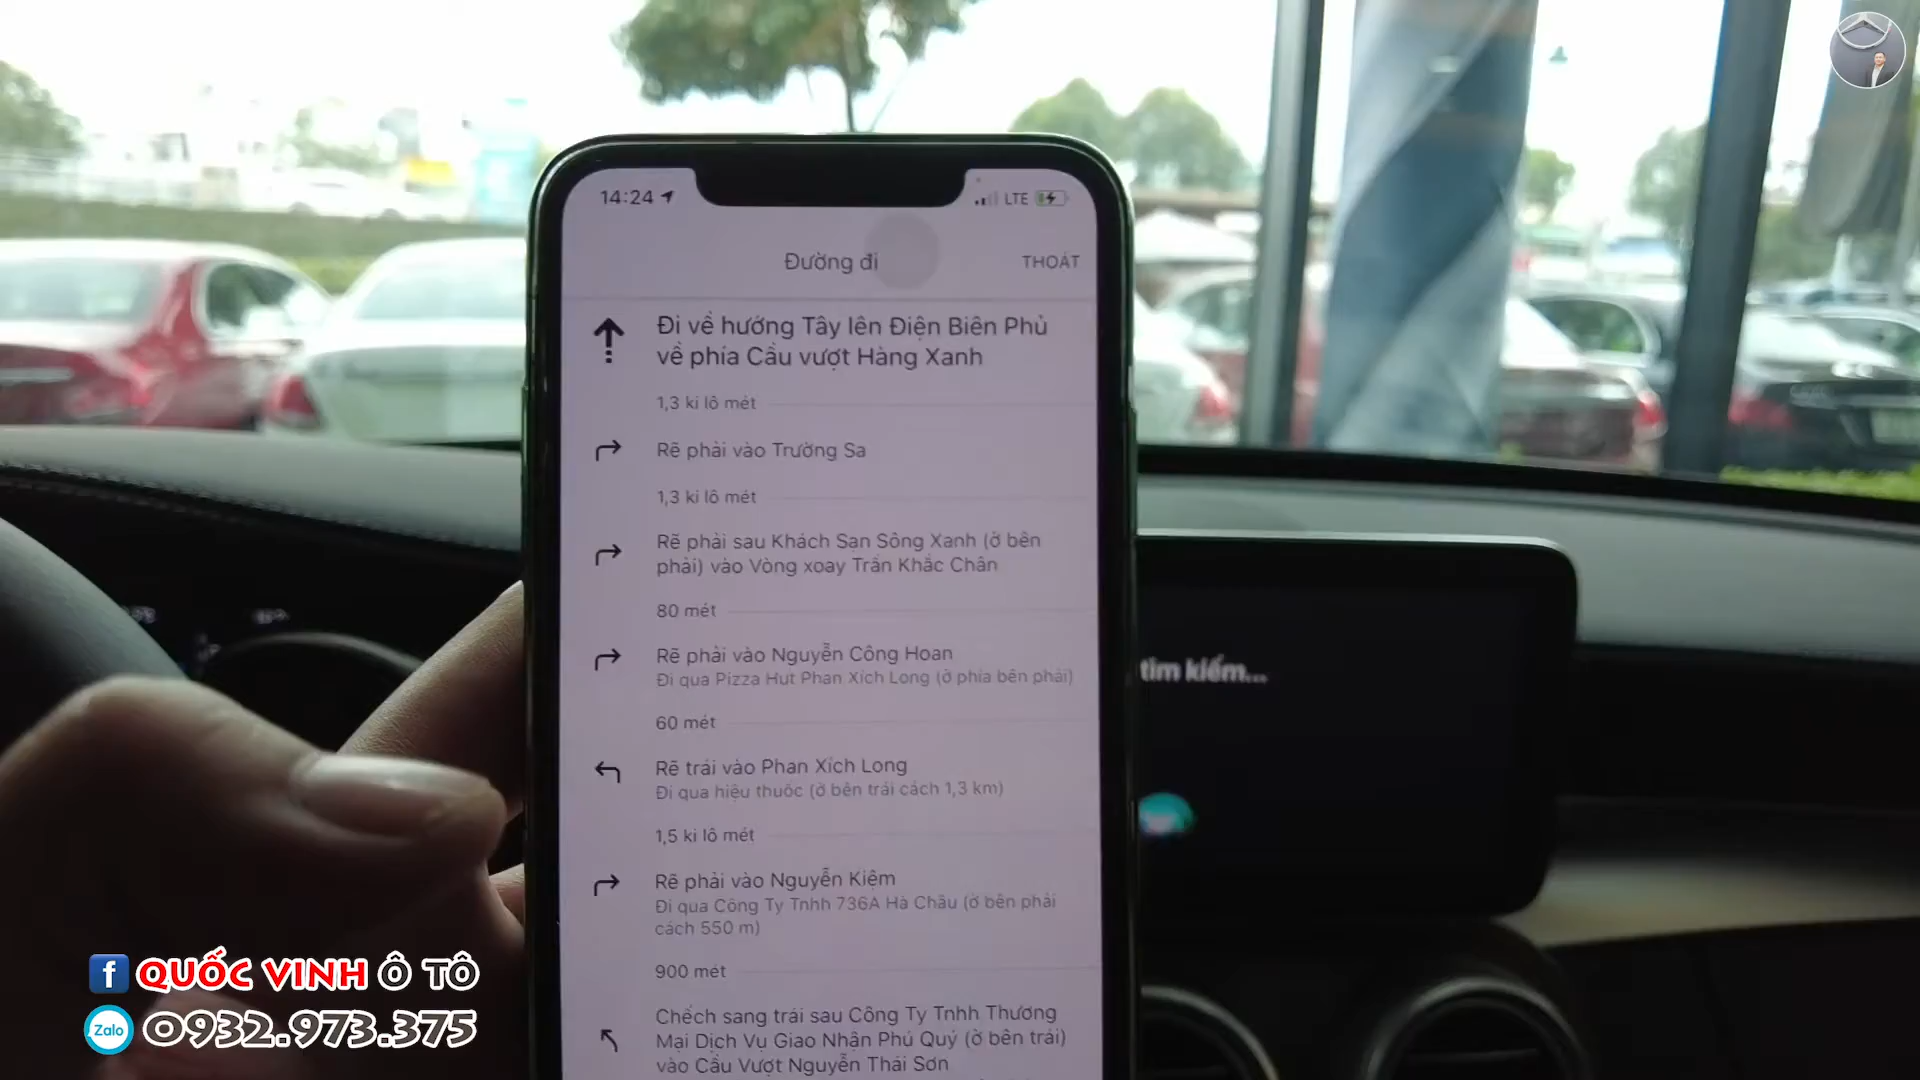 14:24
LTE
Đường đi
THOÁT
Đi về hướng Tây lên Điện Biên Phủ
về phía Cầu vượt Hàng Xanh
1,3 ki lô mét
Rẽ phải vào Trường Sa
1,3 ki lô mét
Rẽ phải sau Khách Sạn Sông Xanh (ở bên
phải) vào Vòng xoay Trần Khắc Chân
80 mét
Rẽ phải vào Nguyễn Công Hoan
Đi qua Pizza Hut Phan Xích Long (ở phía bên phải)
60 mét
Rẽ trái vào Phan Xích Long
Đi qua hiệu thuốc (ở bên trái cách 1,3 km)
1,5 ki lô mét
Rẽ phải vào Nguyễn Kiệm
Đi qua Công Ty Tnhh 736A Hà Châu (ở bên phải
cách 550 m)
900 mét
Chếch sang trái sau Công Ty Tnhh Thương
Mại Dịch Vụ Giao Nhận Phú Quý (ở bên trái)
vào Cầu Vượt Nguyễn Thái Sơn
tìm kiếm...
f QUỐC VINH Ô TÔ
Zalo 0932.973.375